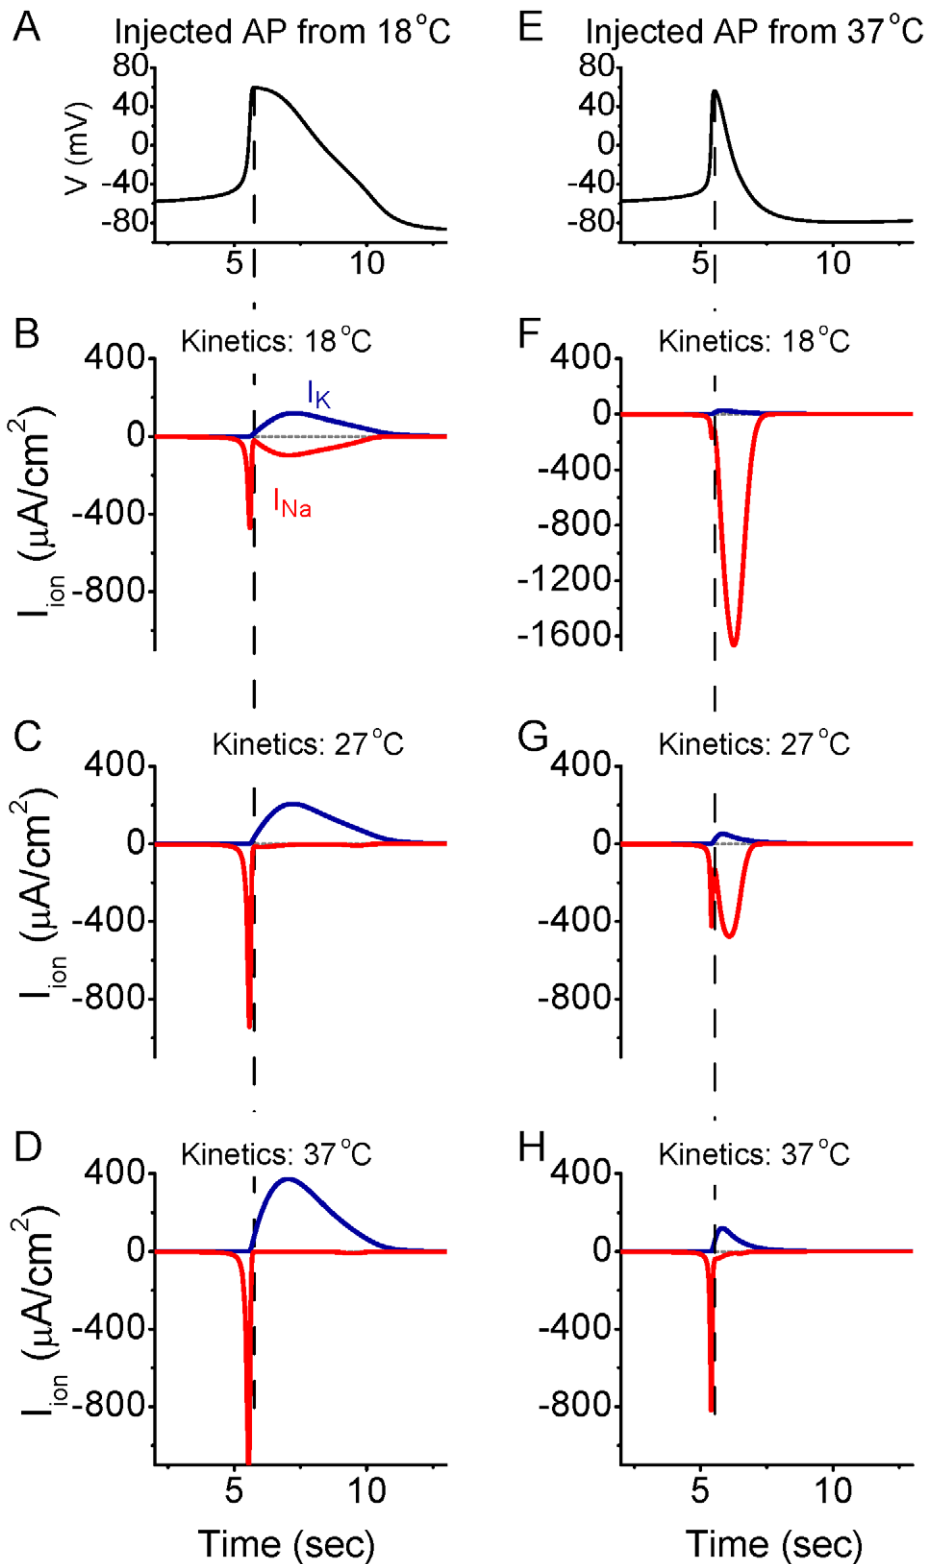 A Injected AP from 18°C
80
40
0
-40
-80
V (mV)
5 10
E Injected AP from 37°C
80
40
0
-40
-80
5 10
B Kinetics: 18°C
400
0
-400
-800
I_ion (μA/cm²)
I_K
I_Na
F Kinetics: 18°C
400
0
-400
-800
-1200
-1600
C Kinetics: 27°C
400
0
-400
-800
I_ion (μA/cm²)
G Kinetics: 27°C
400
0
-400
-800
D Kinetics: 37°C
400
0
-400
-800
I_ion (μA/cm²)
5 10
Time (sec)
H Kinetics: 37°C
400
0
-400
-800
5 10
Time (sec)